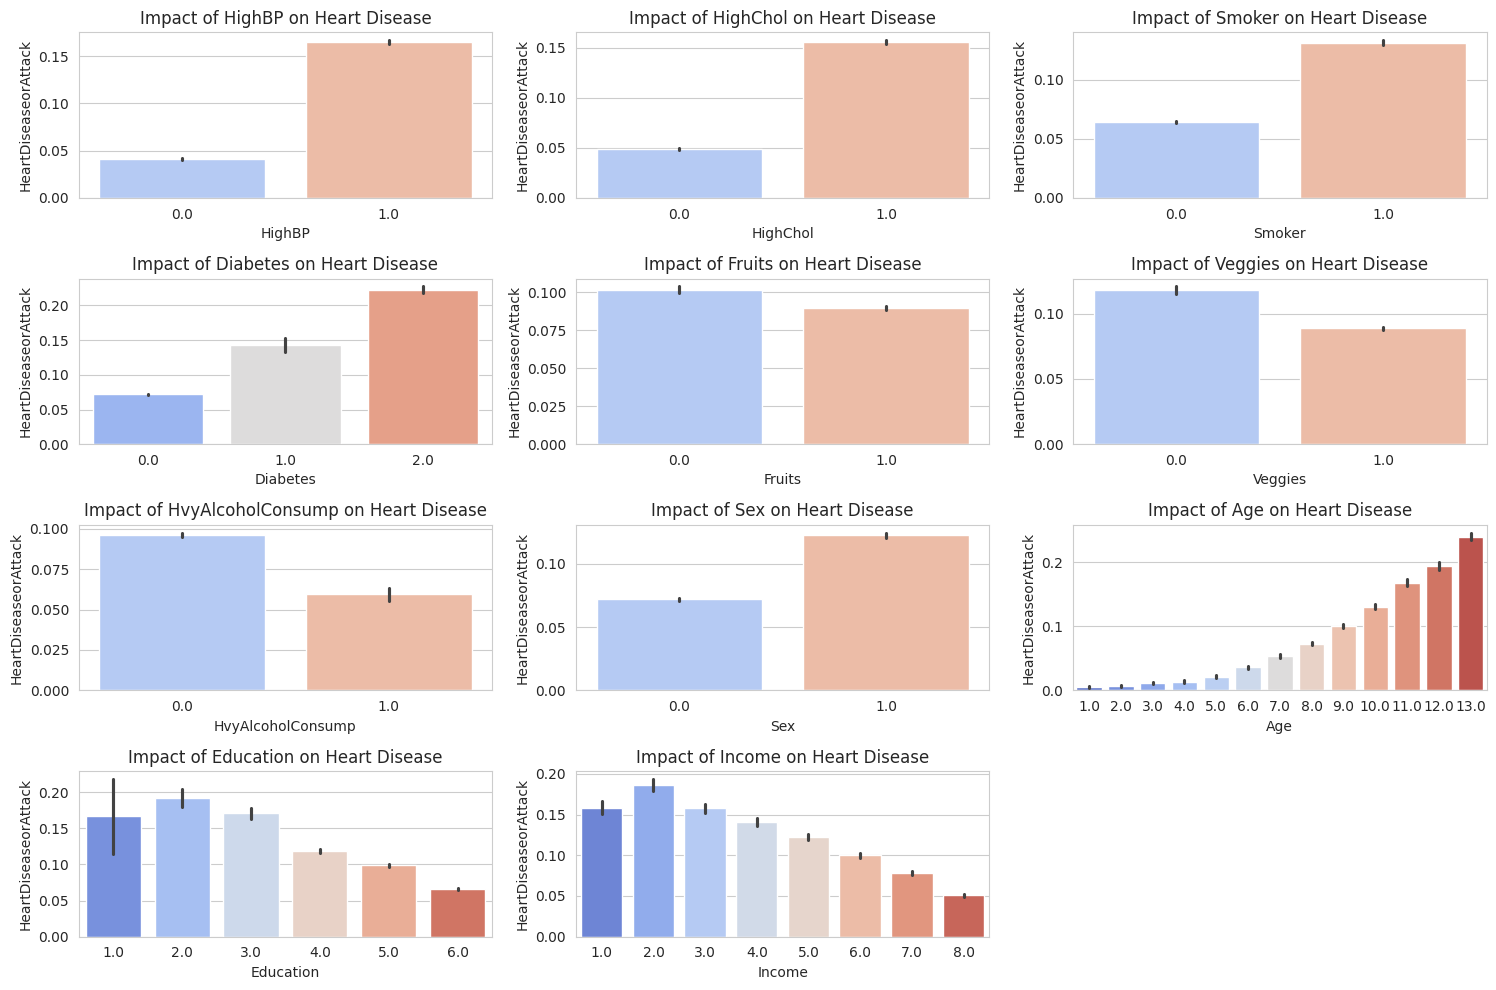 Impact of HighBP on Heart Disease
HeartDiseaseorAttack
0.15
0.10
0.05
0.00
0.0 1.0
HighBP
Impact of HighChol on Heart Disease
HeartDiseaseorAttack
0.15
0.10
0.05
0.00
0.0 1.0
HighChol
Impact of Smoker on Heart Disease
HeartDiseaseorAttack
0.10
0.05
0.00
0.0 1.0
Smoker
Impact of Diabetes on Heart Disease
HeartDiseaseorAttack
0.20
0.15
0.10
0.05
0.00
0.0 1.0 2.0
Diabetes
Impact of Fruits on Heart Disease
HeartDiseaseorAttack
0.100
0.075
0.050
0.025
0.000
0.0 1.0
Fruits
Impact of Veggies on Heart Disease
HeartDiseaseorAttack
0.10
0.05
0.00
0.0 1.0
Veggies
Impact of HvyAlcoholConsump on Heart Disease
HeartDiseaseorAttack
0.100
0.075
0.050
0.025
0.000
0.0 1.0
HvyAlcoholConsump
Impact of Sex on Heart Disease
HeartDiseaseorAttack
0.10
0.05
0.00
0.0 1.0
Sex
Impact of Age on Heart Disease
HeartDiseaseorAttack
0.2
0.1
0.0
1.0 2.0 3.0 4.0 5.0 6.0 7.0 8.0 9.0 10.0 11.0 12.0 13.0
Age
Impact of Education on Heart Disease
HeartDiseaseorAttack
0.20
0.15
0.10
0.05
0.00
1.0 2.0 3.0 4.0 5.0 6.0
Education
Impact of Income on Heart Disease
HeartDiseaseorAttack
0.20
0.15
0.10
0.05
0.00
1.0 2.0 3.0 4.0 5.0 6.0 7.0 8.0
Income